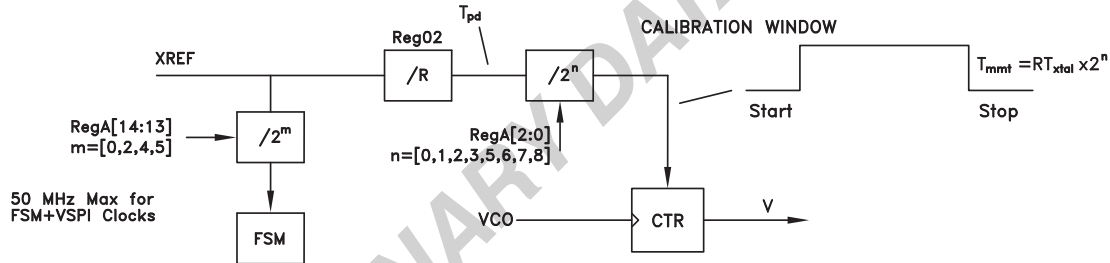 T_pd
CALIBRATION WINDOW
Reg02
XREF
/R
/2^n
T_mmt = RT_xtal x 2^n
Start
Stop
RegA[14:13]
m=[0,2,4,5]
/2^m
RegA[2:0]
n=[0,1,2,3,5,6,7,8]
50 MHz Max for
FSM+VSPI Clocks
FSM
VCO
CTR
V